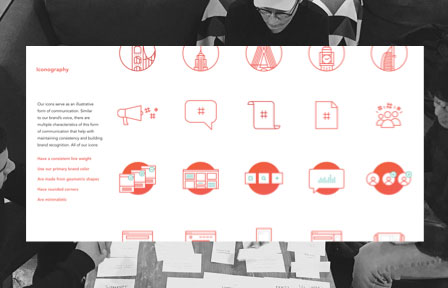 Iconography
Our icons serve as an illustrative
form of communication. Similar
to our brand's voice, there are
multiple characteristics of this form
of communication that help with
maintaining consistency and building
brand recognition. All of our icons:
Have a consistent line weight
Use our primary brand color
Are made from geometric shapes
Have rounded corners
Are minimalistic